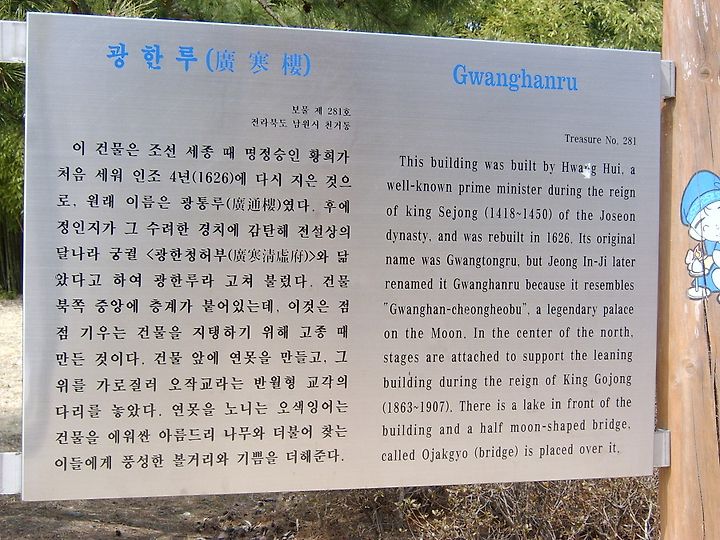 광한루(廣寒樓)
보물 제 281호
전라북도 남원시 천거동
이 건물은 조선 세종 때 명정승인 황희가
처음 세워 인조 4년(1626)에 다시 지은 것으
로, 원래 이름은 광통루(廣通樓)였다. 후에
정인지가 그 수려한 경치에 감탄해 전설상의
달나라 궁궐 <광한청허부(廣寒淸虛府)>와 닮
았다고 하여 광한루라 고쳐 불렀다. 건물
북쪽 중앙에 층계가 붙어있는데, 이것은 점
점 기우는 건물을 지탱하기 위해 고종 때
만든 것이다. 건물 앞에 연못을 만들고, 그
위를 가로질러 오작교라는 반월형 교각의
다리를 놓았다. 연못을 노니는 오색잉어는
건물을 에워싼 아름드리 나무와 더불어 찾는
이들에게 풍성한 볼거리와 기쁨을 더해준다.
Gwanghanru
Treasure No. 281
This building was built by Hwang Hui, a
well-known prime minister during the reign
of king Sejong (1418~1450) of the Joseon
dynasty, and was rebuilt in 1626. Its original
name was Gwangtongru, but Jeong In-Ji later
renamed it Gwanghanru because it resembles
"Gwanghan-cheongheobu", a legendary palace
on the Moon. In the center of the north,
stages are attached to support the leaning
building during the reign of King Gojong
(1863~1907). There is a lake in front of the
building and a half moon-shaped bridge,
called Ojakgyo (bridge) is placed over it.